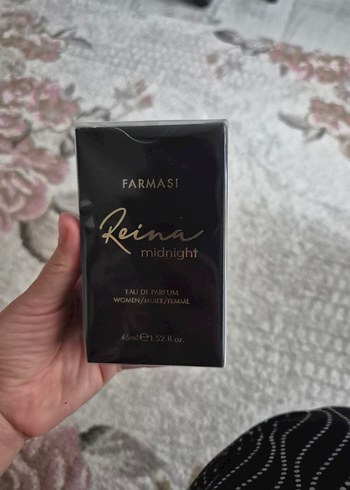 FARMASI
Reina
midnight
EAU DE PARFUM
WOMEN/MUJER/FEMME
45ml℮1.52 fl.oz.